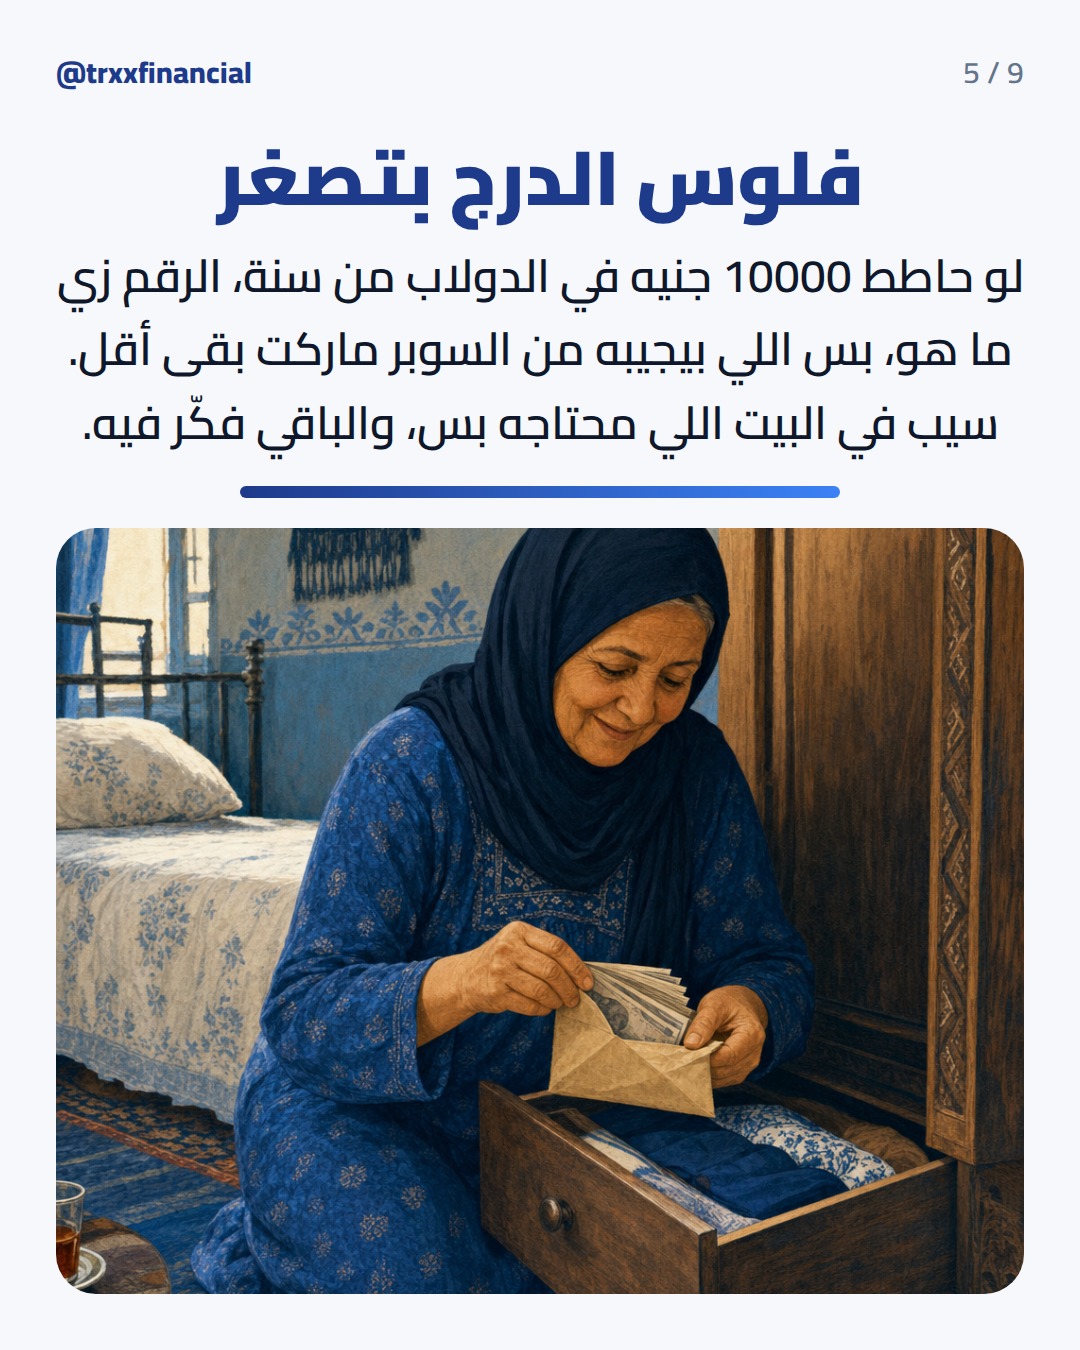 @trxxfinancial
5 / 9
فلوس الدرج بتصغر
لو حاطط 10000 جنيه في الدولاب من سنة، الرقم زي
ما هو، بس اللي بيجيبه من السوبر ماركت بقى أقل.
سيب في البيت اللي محتاجه بس، والباقي فكّر فيه.